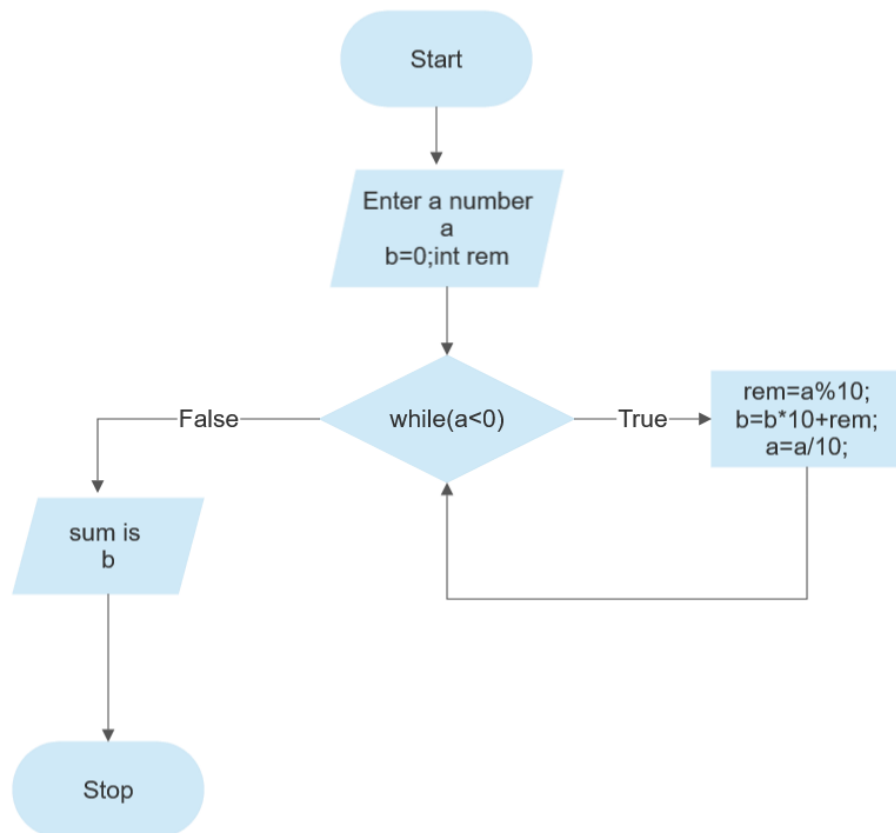 Start
Enter a number
a
b=0;int rem
while(a<0)
False
True
rem=a%10;
b=b*10+rem;
a=a/10;
sum is
b
Stop